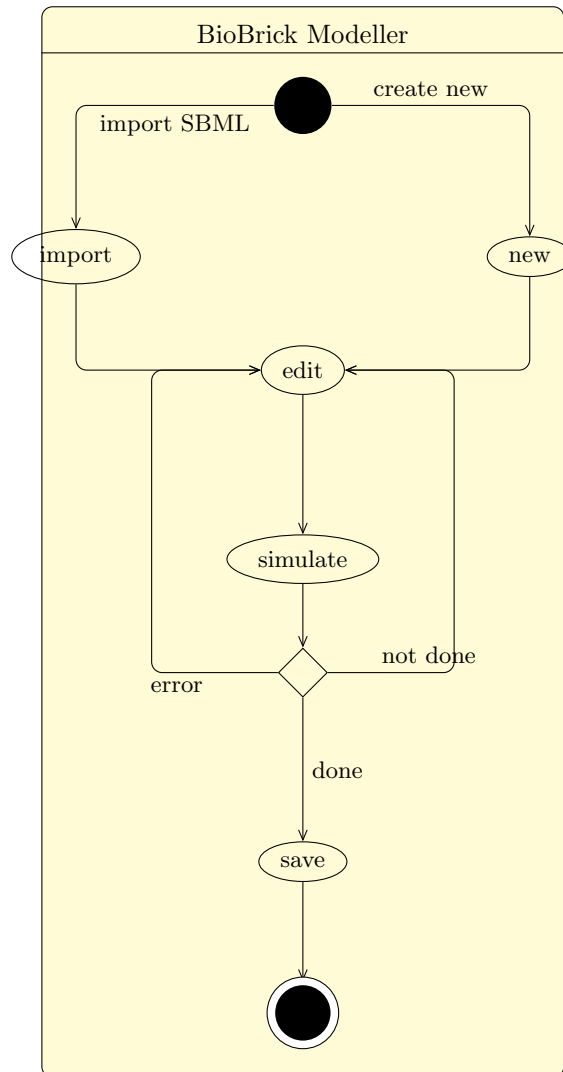 BioBrick Modeller
create new
import SBML
import
new
edit
simulate
not done
error
done
save